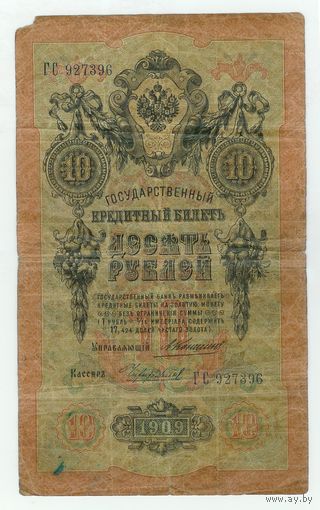 ГС 927396
10 10
ГОСУДАРСТВЕННЫЙ
КРЕДИТНЫЙ БИЛЕТЪ
ДЕСЯТЬ
РУБЛЕЙ
ГОСУДАРСТВЕННЫЙ БАНКЪ РАЗМѢНИВАЕТЪ
КРЕДИТНЫЕ БИЛЕТЫ НА ЗОЛОТУЮ МОНЕТУ
БЕЗЪ ОГРАНИЧЕНІЯ СУММЫ
(1 РУБЛЬ = 1/15 ИМПЕРІАЛА, СОДЕРЖИТЪ
17,424 ДОЛЕЙ ЧИСТАГО ЗОЛОТА)
Управляющій
Кассиръ
ГС 927396
10 1909 10
www.ay.by